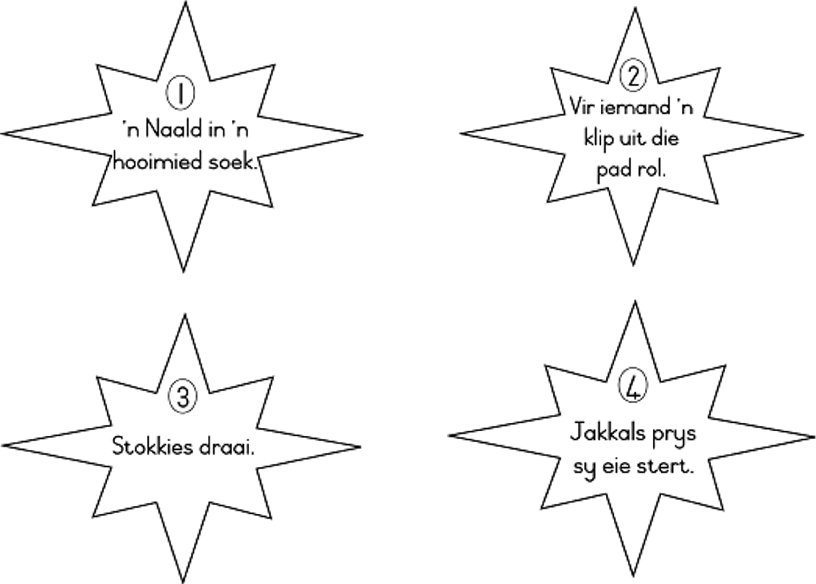 1
'n Naald in 'n
hooimied soek.
2
Vir iemand 'n
klip uit die
pad rol.
3
Stokkies draai.
4
Jakkals prys
sy eie stert.